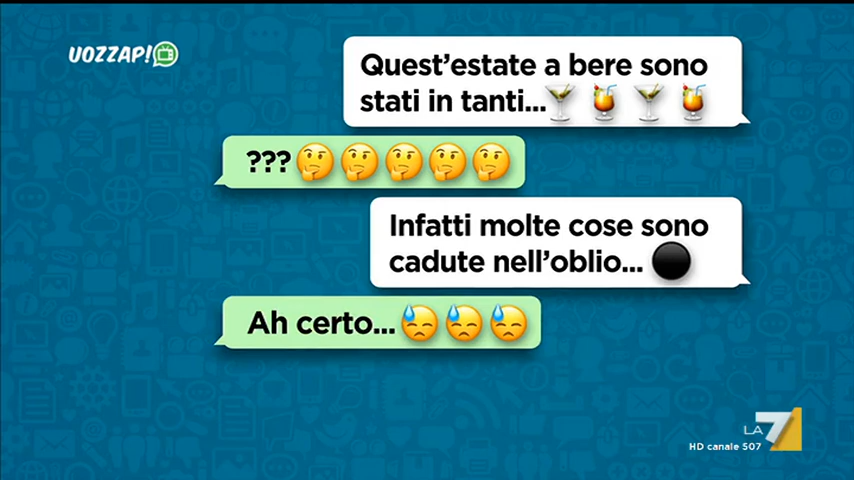 UOZZAP!
Quest'estate a bere sono
stati in tanti...🍸🍹🍸🍹
???🤔🤔🤔🤔🤔
Infatti molte cose sono
cadute nell'oblio...⚫
Ah certo...😓😓😓
LA7
HD canale 507